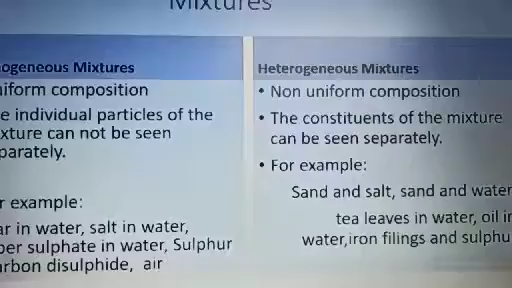 Mixtures
ogeneous Mixtures
iform composition
e individual particles of the
xture can not be seen
parately.
r example:
ar in water, salt in water,
per sulphate in water, Sulphur
arbon disulphide, air
Heterogeneous Mixtures
• Non uniform composition
• The constituents of the mixture
can be seen separately.
• For example:
Sand and salt, sand and water
tea leaves in water, oil in
water,iron filings and sulphu